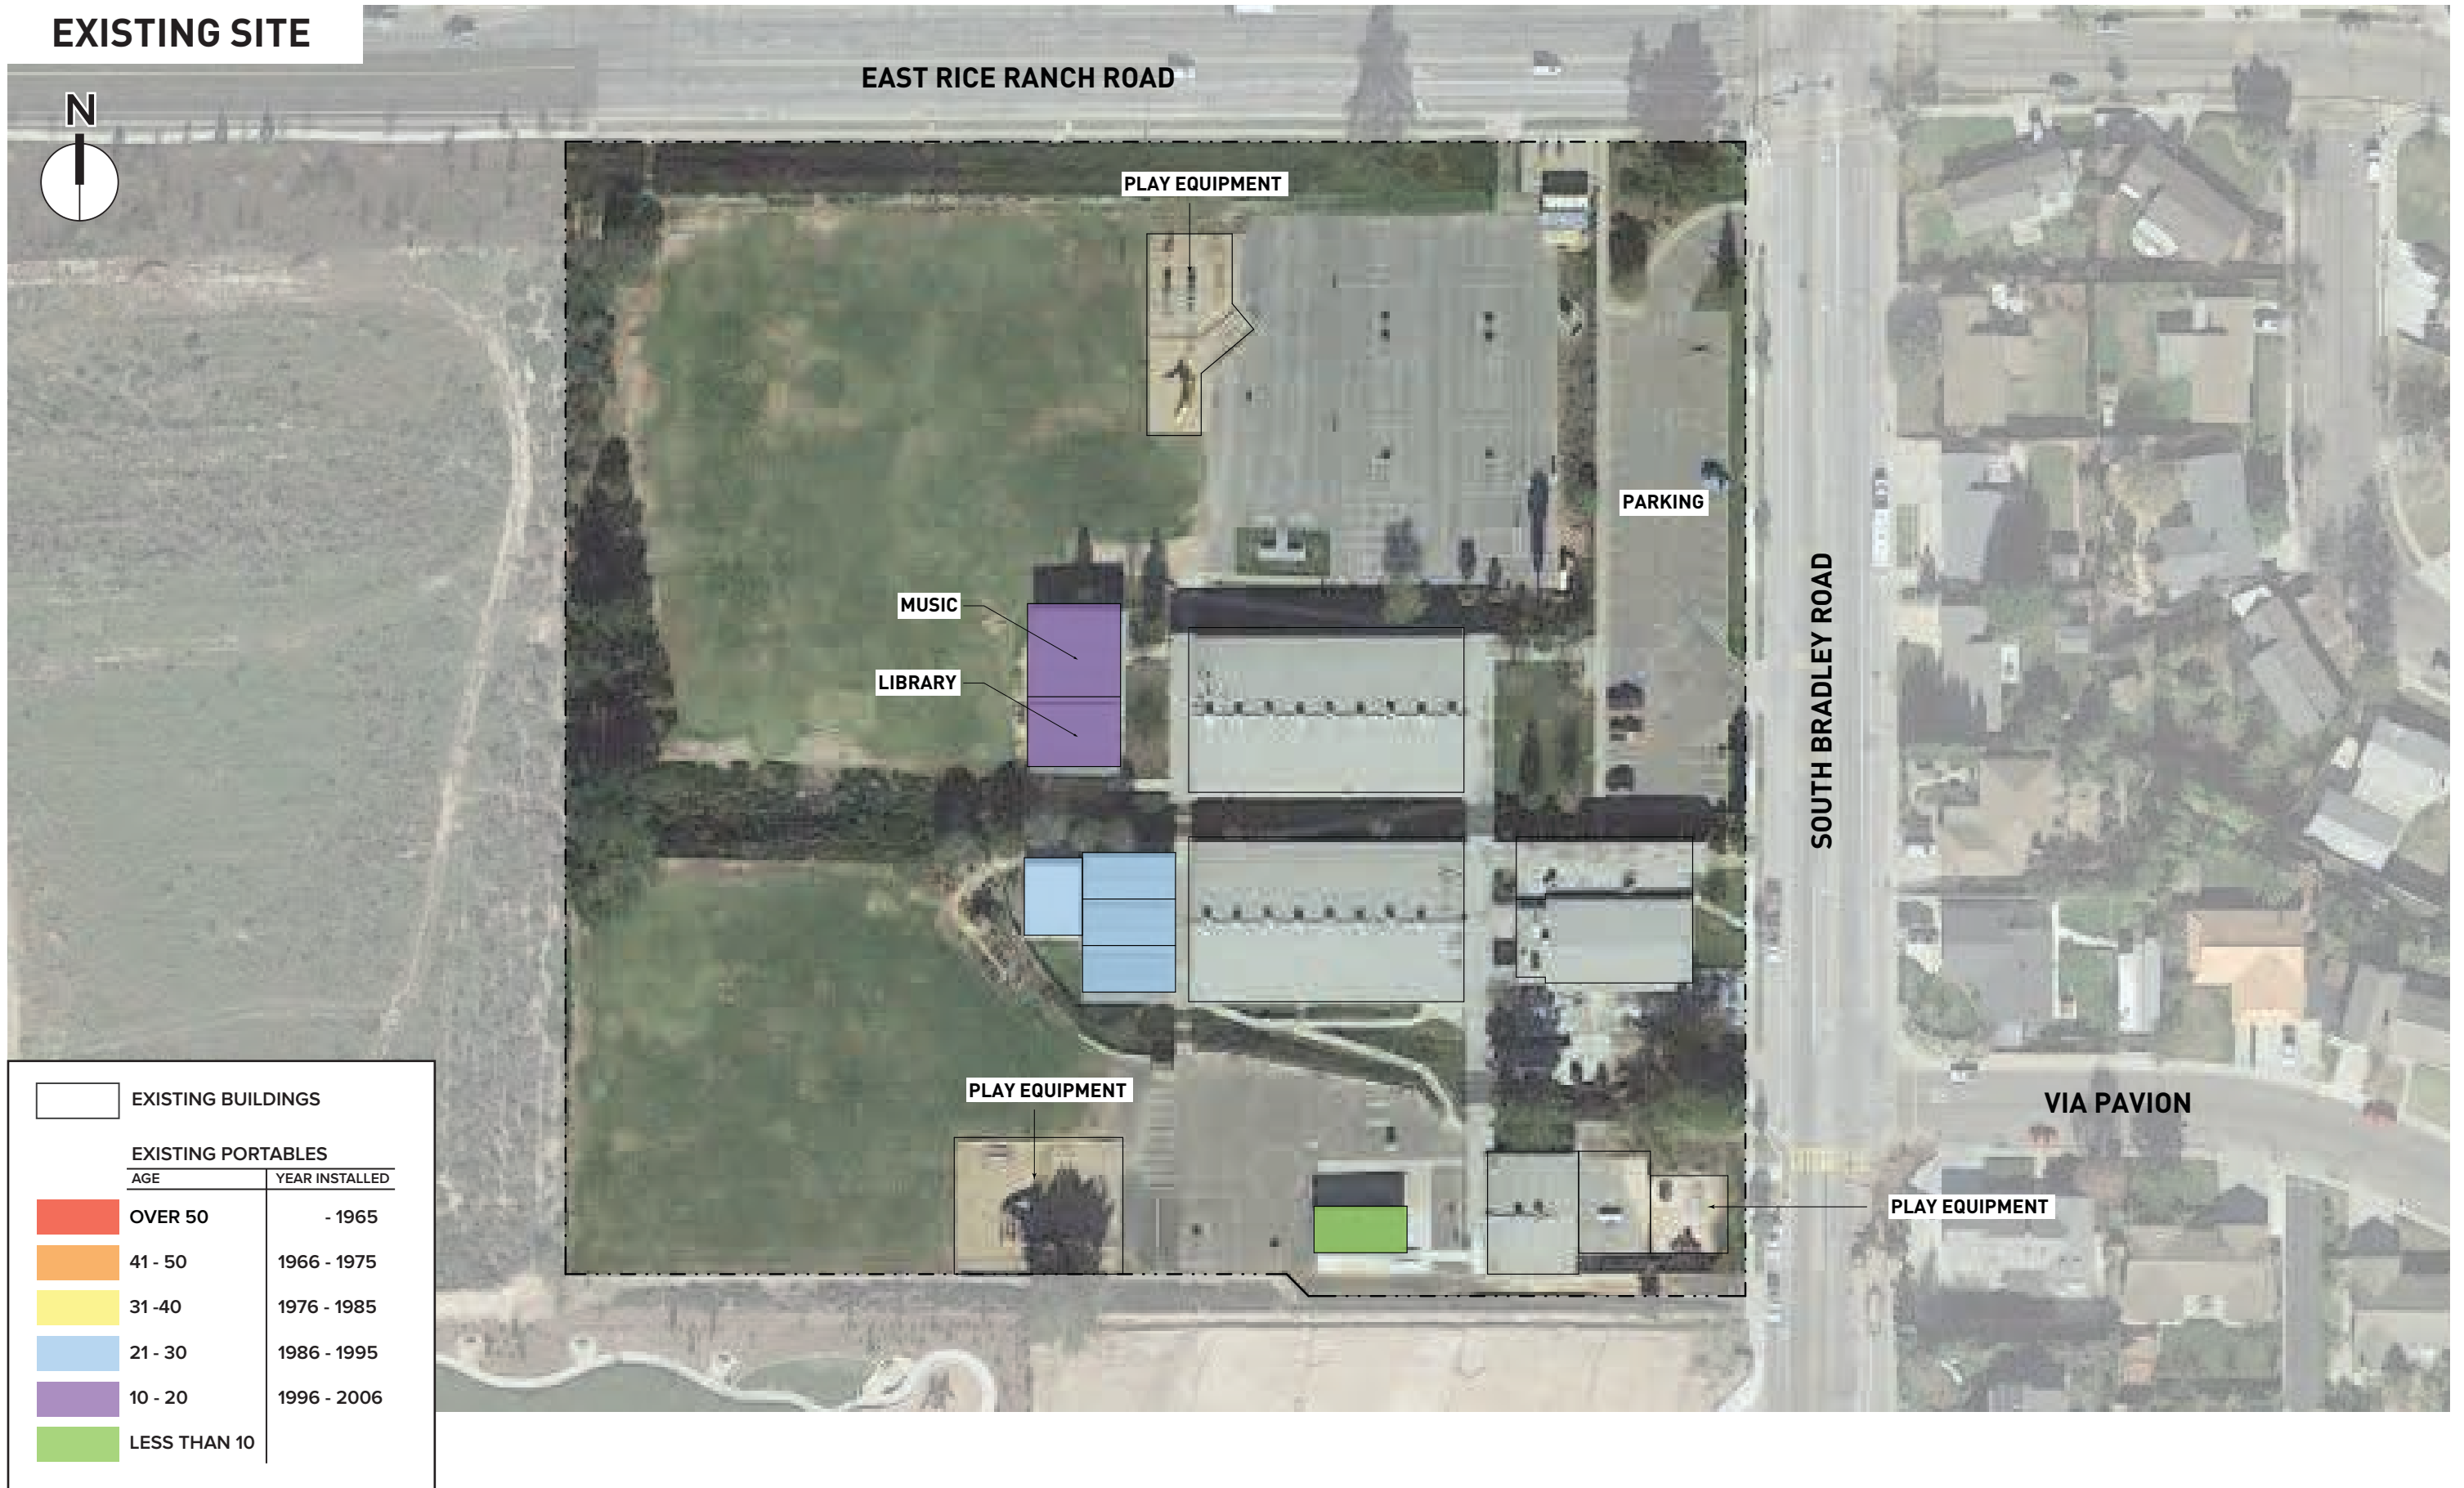 EXISTING SITE
N
EAST RICE RANCH ROAD
PLAY EQUIPMENT
PARKING
MUSIC
LIBRARY
SOUTH BRADLEY ROAD
PLAY EQUIPMENT
VIA PAVION
PLAY EQUIPMENT
EXISTING BUILDINGS
EXISTING PORTABLES
AGE YEAR INSTALLED
OVER 50 - 1965
41 - 50 1966 - 1975
31 -40 1976 - 1985
21 - 30 1986 - 1995
10 - 20 1996 - 2006
LESS THAN 10